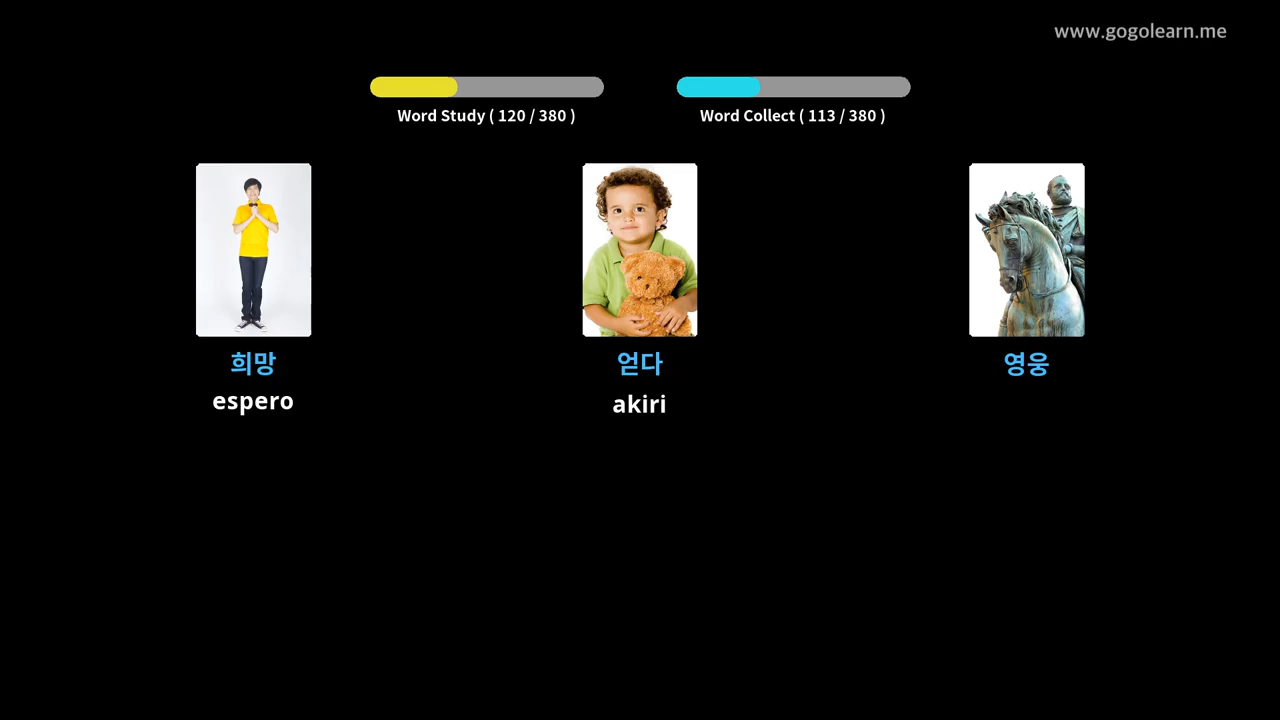 www.gogolearn.me
Word Study ( 120 / 380 )
Word Collect ( 113 / 380 )
희망
얻다
영웅
espero
akiri